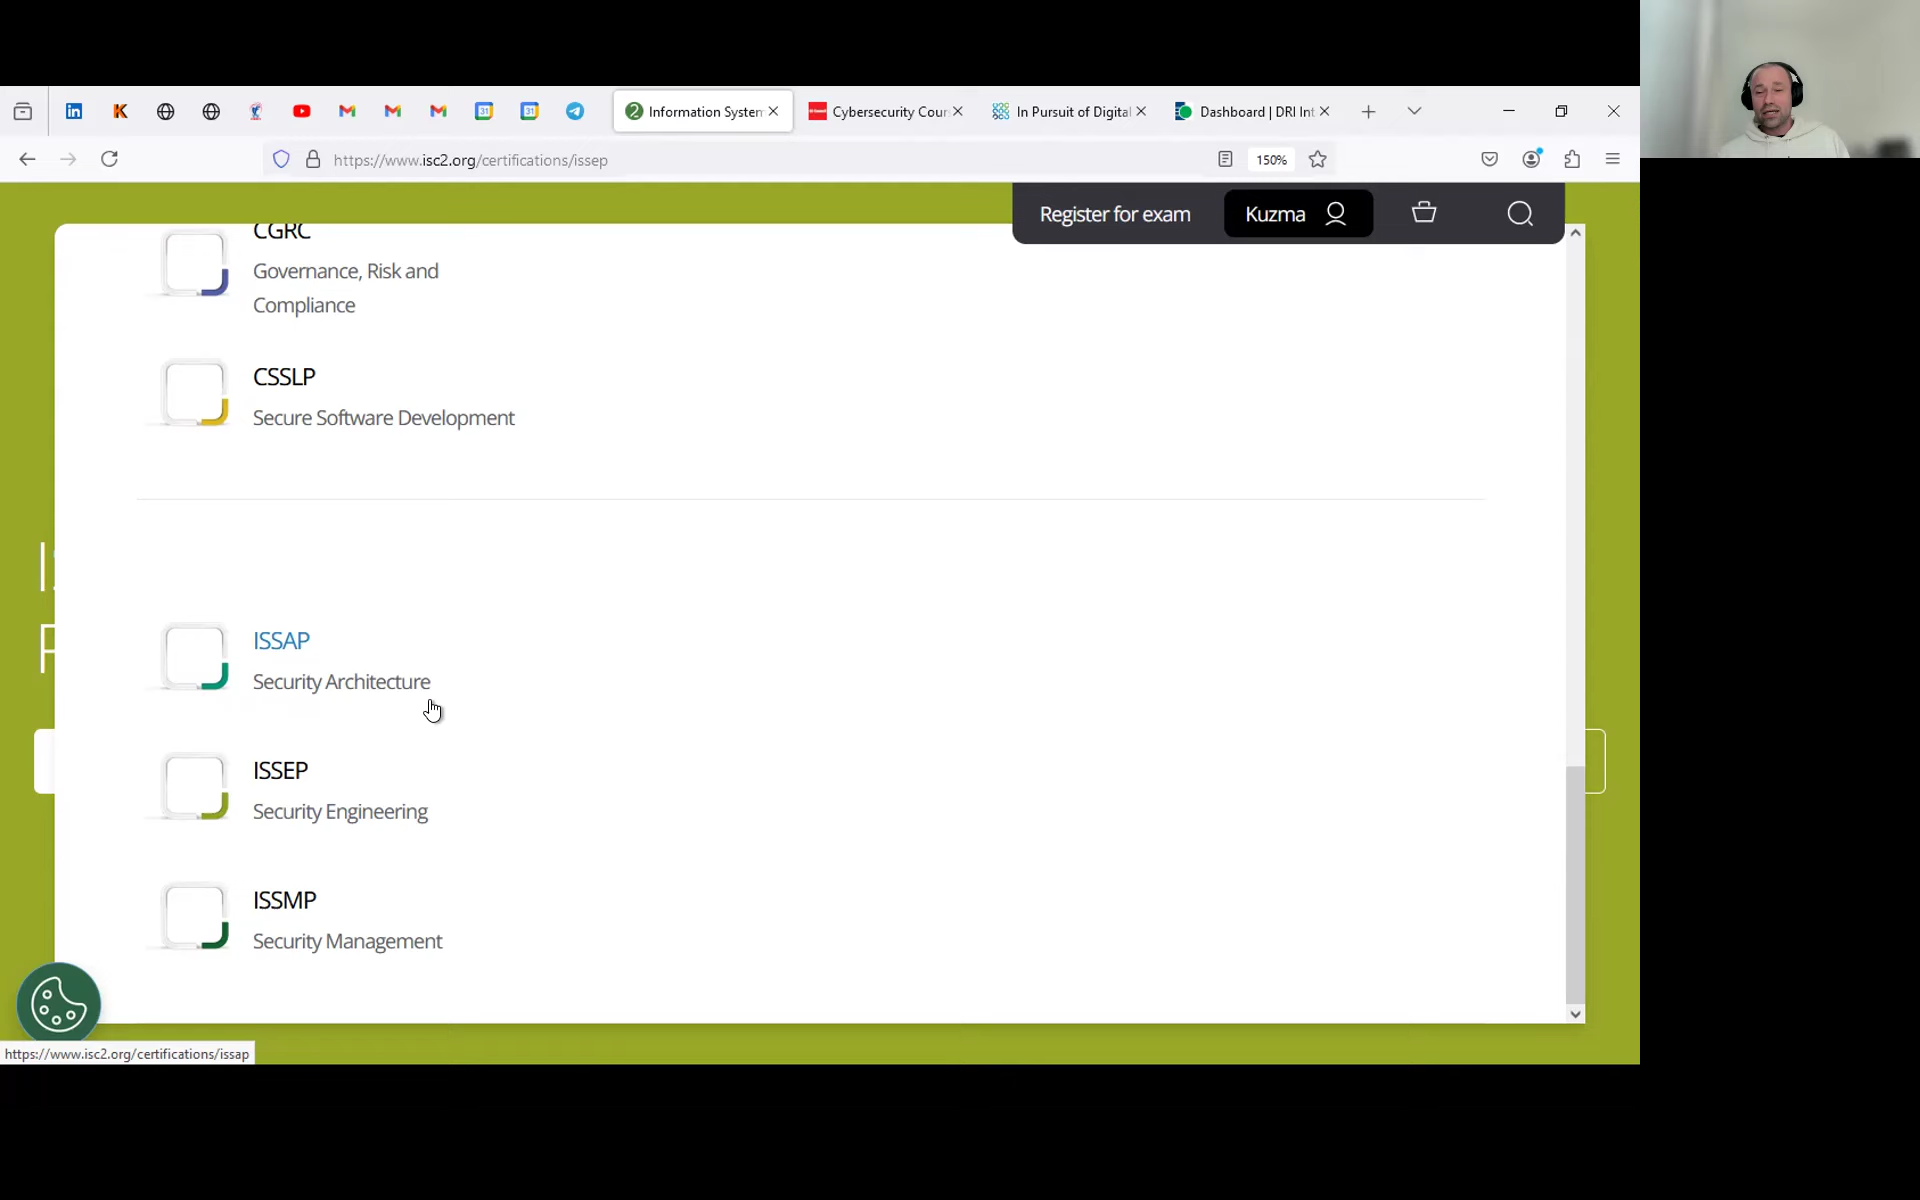 Information System
Cybersecurity Cour
In Pursuit of Digital
Dashboard | DRI Int
https://www.isc2.org/certifications/issep
150%
Register for exam
Kuzma
CGRC
Governance, Risk and
Compliance
CSSLP
Secure Software Development
ISSAP
Security Architecture
ISSEP
Security Engineering
ISSMP
Security Management
https://www.isc2.org/certifications/issap